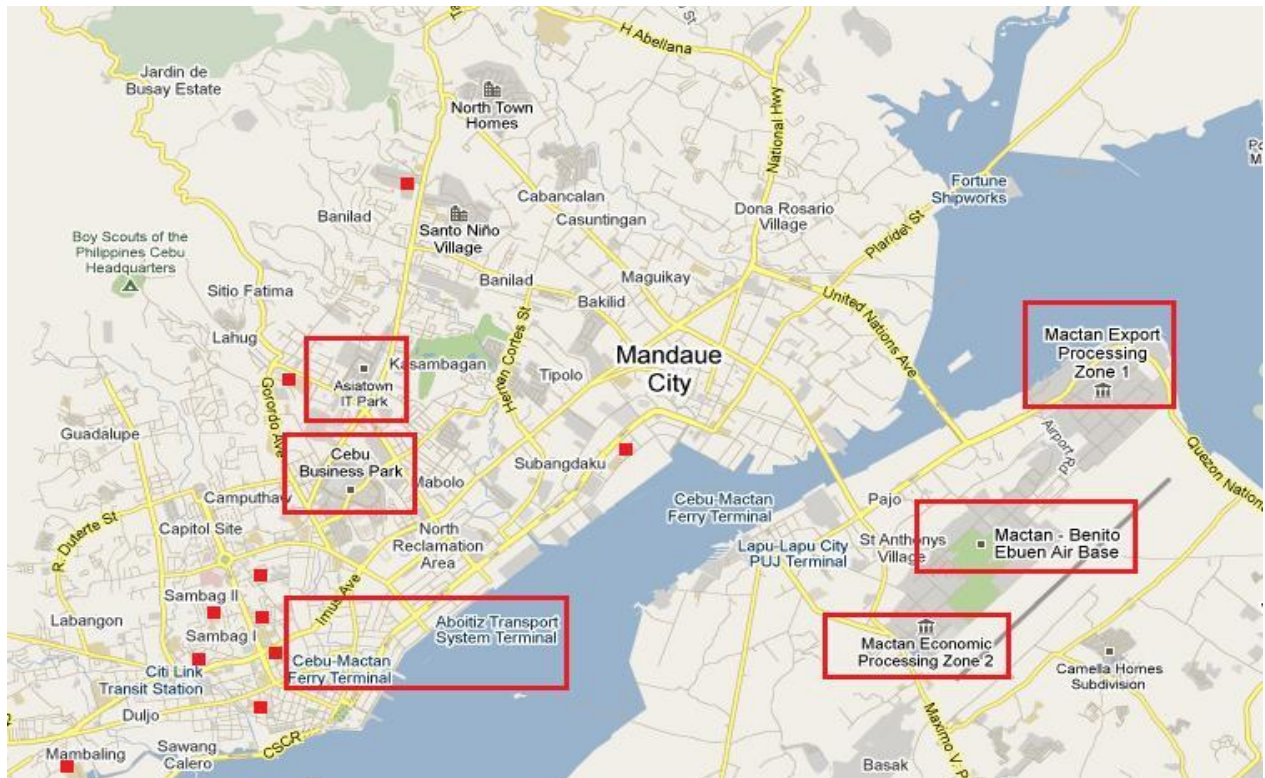 H Abellana
Jardin de
Busay Estate
North Town
Homes
National Hwy
Cabancalan
Casuntingan
Fortune
Shipworks
Banilad
Dona Rosario
Village
Plaridel St
Santo Niño
Village
Boy Scouts of the
Philippines Cebu
Headquarters
Banilad
Maguikay
Sitio Fatima
Bakilid
United Nations Ave
Lahug
Mactan Export
Processing
Zone 1
Kasambagan
Mandaue
City
Hernan Cortes St
Tipolo
Asiatown
IT Park
Gorordo Ave
Guadalupe
Airport Rd
Quezon National
Cebu
Business Park
Subangdaku
Mabolo
Camputhaw
Pajo
Cebu-Mactan
Ferry Terminal
R. Duterte St
Capitol Site
North
Reclamation
Area
St Anthonys
Village
Mactan - Benito
Ebuen Air Base
Lapu-Lapu City
PUJ Terminal
Imus Ave
Sambag II
Labangon
Sambag I
Aboitiz Transport
System Terminal
Mactan Economic
Processing Zone 2
Cebu-Mactan
Ferry Terminal
Citi Link
Transit Station
Camella Homes
Subdivision
Duljo
CSCR
Maximo V. P
Mambaling
Sawang
Calero
Basak